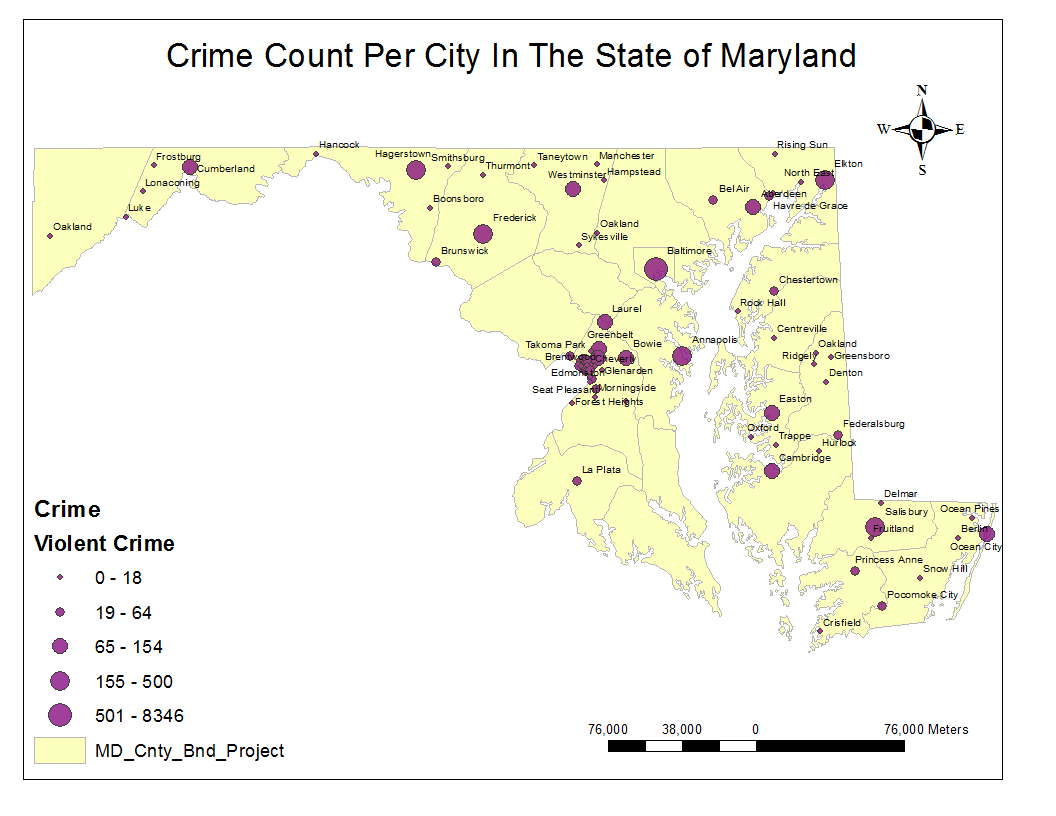 Crime Count Per City In The State of Maryland
N
W
E
S
Hancock
Rising Sun
Frostburg
Cumberland
Hagerstown
Smithsburg
Thurmont
Taneytown
Manchester
Elkton
Lonaconing
Westminster
Hampstead
North East
Luke
Boonsboro
Bel Air
Aberdeen
Havre de Grace
Oakland
Frederick
Oakland
Sykesville
Brunswick
Baltimore
Chestertown
Rock Hall
Laurel
Centreville
Greenbelt
Takoma Park
Bowie
Annapolis
Oakland
Brentwood
Cheverly
Ridgely
Greensboro
Edmonston
Glenarden
Denton
Seat Pleasant
Morningside
Forest Heights
Easton
Federalsburg
Oxford
Trappe
Hurlock
Cambridge
La Plata
Delmar
Salisbury
Ocean Pines
Fruitland
Berlin
Ocean City
Princess Anne
Snow Hill
Pocomoke City
Crisfield
Crime
Violent Crime
0 - 18
19 - 64
65 - 154
155 - 500
501 - 8346
MD_Cnty_Bnd_Project
76,000
38,000
0
76,000 Meters